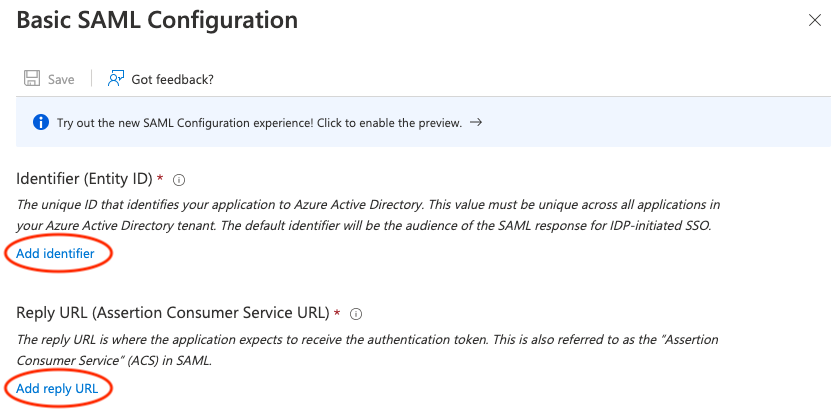 Basic SAML Configuration
Save
Got feedback?
Try out the new SAML Configuration experience! Click to enable the preview. →
Identifier (Entity ID) *
The unique ID that identifies your application to Azure Active Directory. This value must be unique across all applications in
your Azure Active Directory tenant. The default identifier will be the audience of the SAML response for IDP-initiated SSO.
Add identifier
Reply URL (Assertion Consumer Service URL) *
The reply URL is where the application expects to receive the authentication token. This is also referred to as the "Assertion
Consumer Service" (ACS) in SAML.
Add reply URL